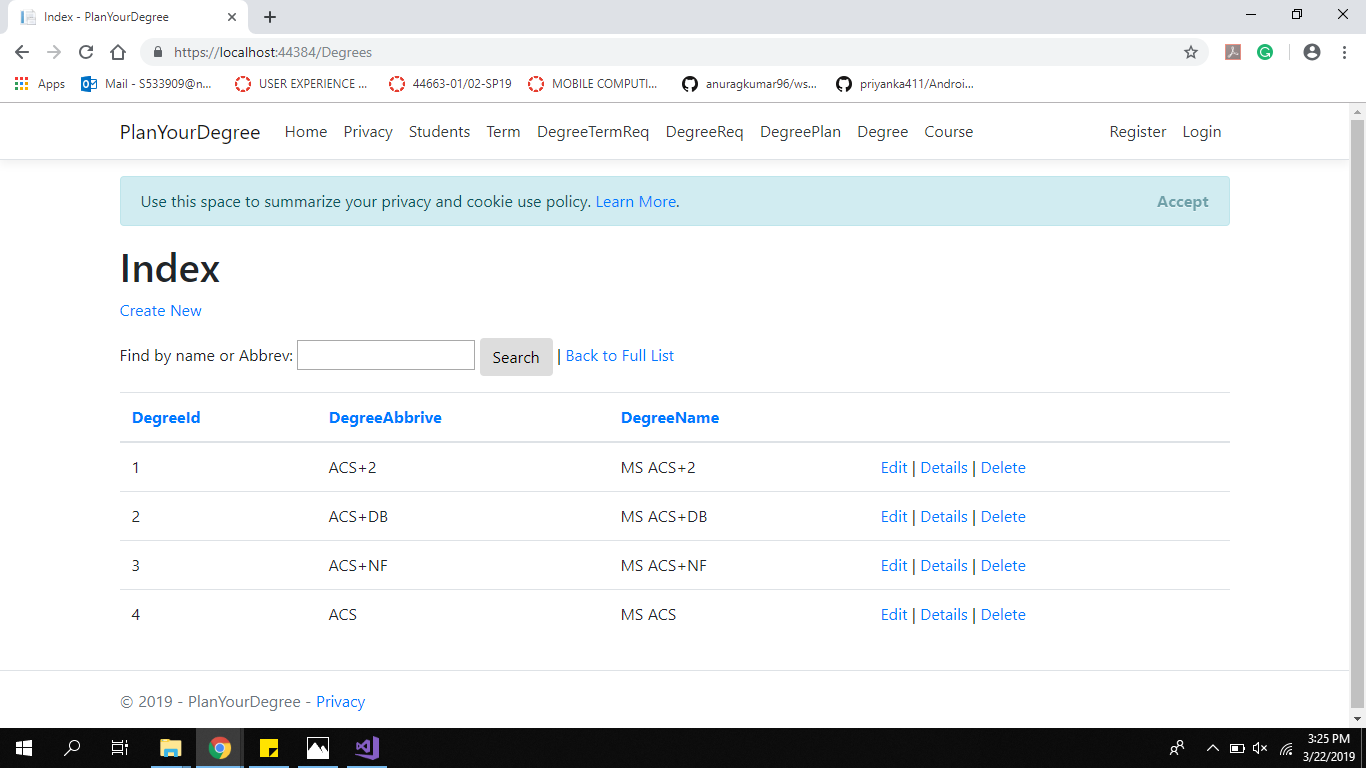 Index - PlanYourDegree
https://localhost:44384/Degrees
Apps Mail - S533909@n... USER EXPERIENCE ... 44663-01/02-SP19 MOBILE COMPUTI... anuragkumar96/ws... priyanka411/Androi...
PlanYourDegree Home Privacy Students Term DegreeTermReq DegreeReq DegreePlan Degree Course Register Login
Use this space to summarize your privacy and cookie use policy. Learn More. Accept
Index
Create New
Find by name or Abbrev: Search | Back to Full List
DegreeId DegreeAbbrive DegreeName
1 ACS+2 MS ACS+2 Edit | Details | Delete
2 ACS+DB MS ACS+DB Edit | Details | Delete
3 ACS+NF MS ACS+NF Edit | Details | Delete
4 ACS MS ACS Edit | Details | Delete
© 2019 - PlanYourDegree - Privacy
3:25 PM
3/22/2019